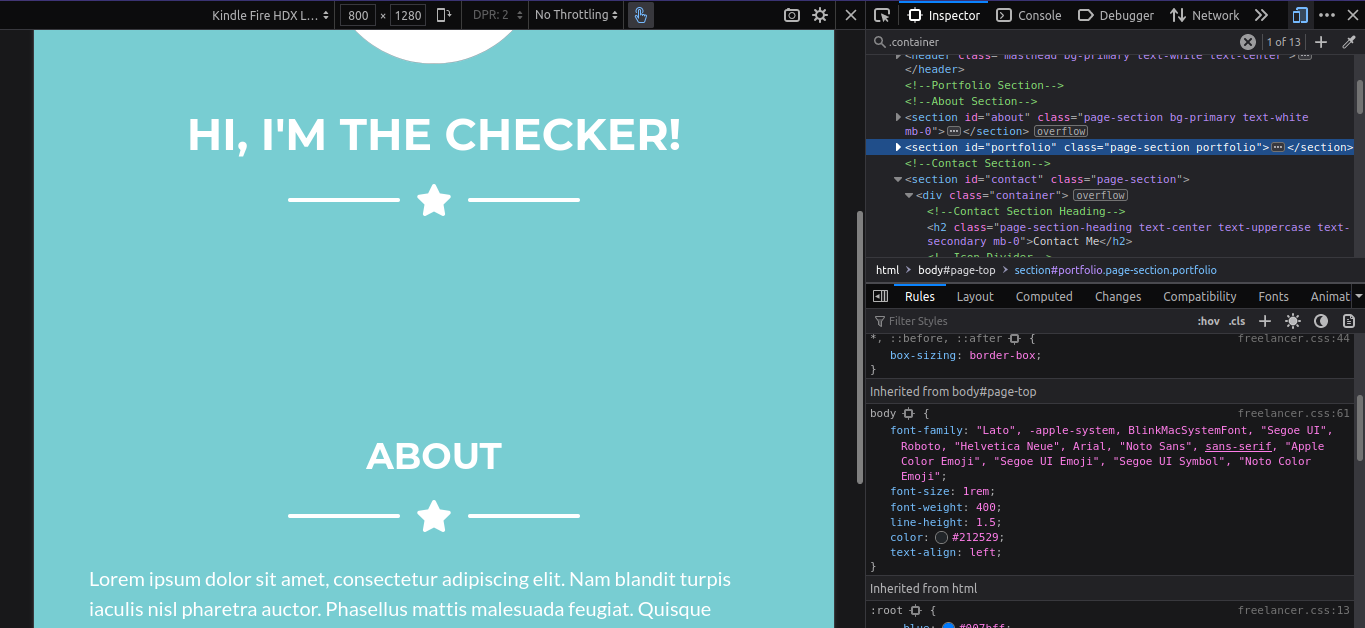 Kindle Fire HDX L... 800 × 1280 DPR: 2 No Throttling
HI, I'M THE CHECKER!
ABOUT
Lorem ipsum dolor sit amet, consectetur adipiscing elit. Nam blandit turpis
iaculis nisl pharetra auctor. Phasellus mattis malesuada feugiat. Quisque
Inspector Console Debugger Network
.container 1 of 13
<header class="masthead bg-primary text-white text-center">
</header>
<!--Portfolio Section-->
<!--About Section-->
<section id="about" class="page-section bg-primary text-white
mb-0"></section> overflow
<section id="portfolio" class="page-section portfolio"></section>
<!--Contact Section-->
<section id="contact" class="page-section">
<div class="container"> overflow
<!--Contact Section Heading-->
<h2 class="page-section-heading text-center text-uppercase text-
secondary mb-0">Contact Me</h2>
<!--Icon Divider-->
html > body#page-top > section#portfolio.page-section.portfolio
Rules Layout Computed Changes Compatibility Fonts Animat
Filter Styles :hov .cls +
*, ::before, ::after { freelancer.css:44
box-sizing: border-box;
}
Inherited from body#page-top
body { freelancer.css:61
font-family: "Lato", -apple-system, BlinkMacSystemFont, "Segoe UI",
Roboto, "Helvetica Neue", Arial, "Noto Sans", sans-serif, "Apple
Color Emoji", "Segoe UI Emoji", "Segoe UI Symbol", "Noto Color
Emoji";
font-size: 1rem;
font-weight: 400;
line-height: 1.5;
color: #212529;
text-align: left;
}
Inherited from html
:root { freelancer.css:13
--blue: #007bff;